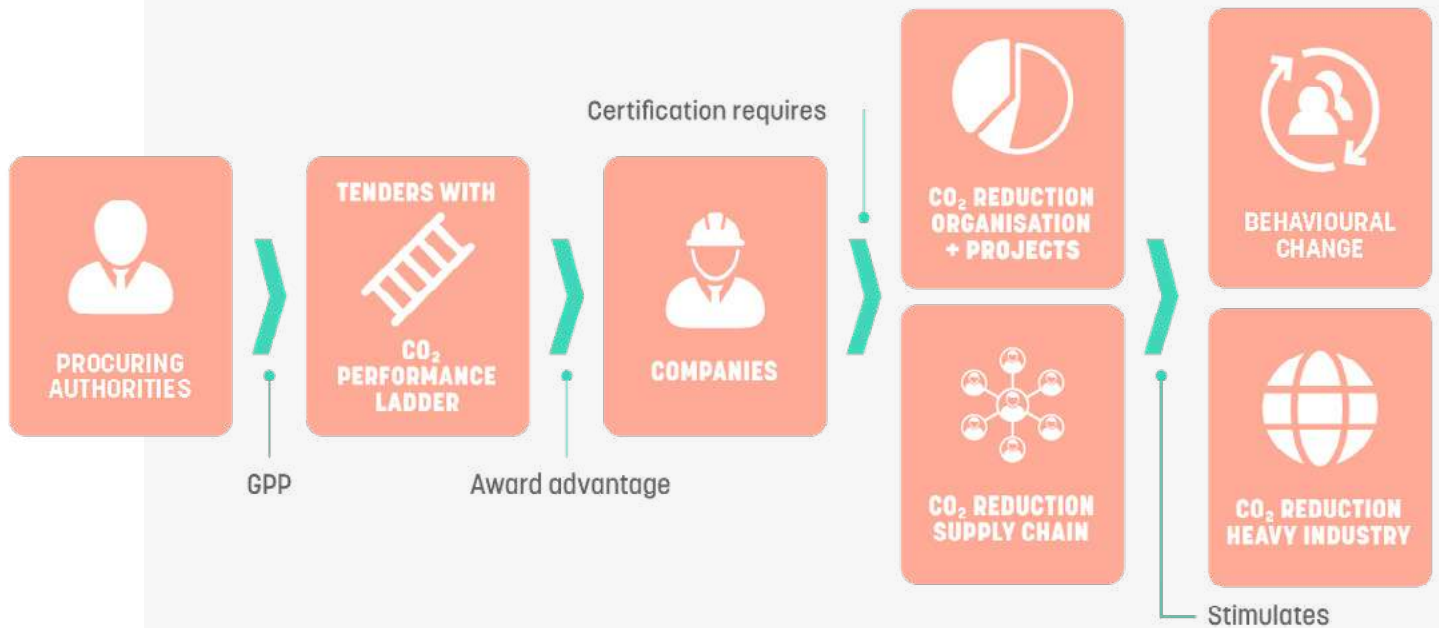 PROCURING
AUTHORITIES
GPP
TENDERS WITH
CO₂
PERFORMANCE
LADDER
Award advantage
COMPANIES
Certification requires
CO₂ REDUCTION
ORGANISATION
+ PROJECTS
CO₂ REDUCTION
SUPPLY CHAIN
Stimulates
BEHAVIOURAL
CHANGE
CO₂ REDUCTION
HEAVY INDUSTRY